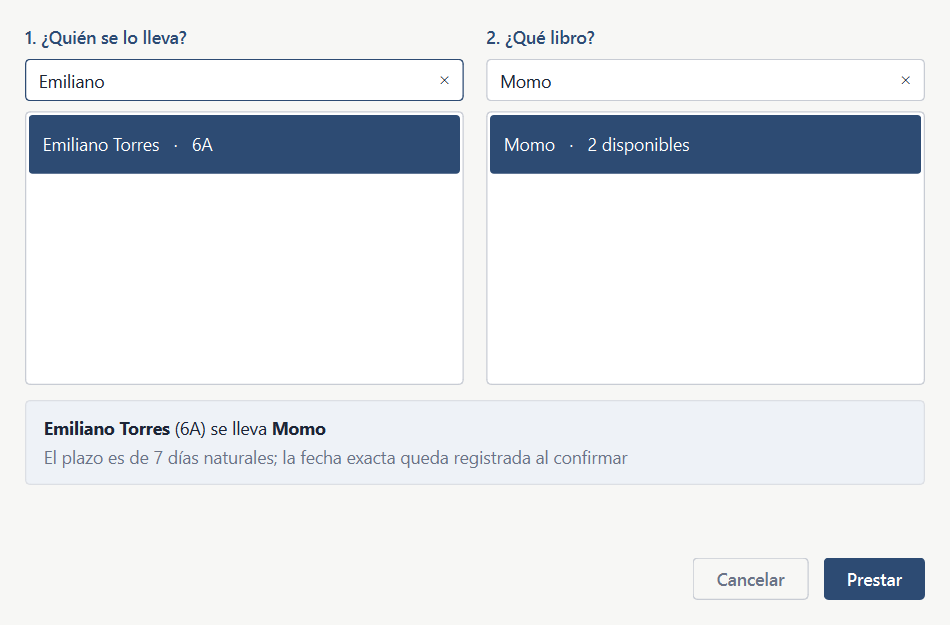 1. ¿Quién se lo lleva?
Emiliano ×
Emiliano Torres · 6A
2. ¿Qué libro?
Momo ×
Momo · 2 disponibles
Emiliano Torres (6A) se lleva Momo
El plazo es de 7 días naturales; la fecha exacta queda registrada al confirmar
Cancelar
Prestar